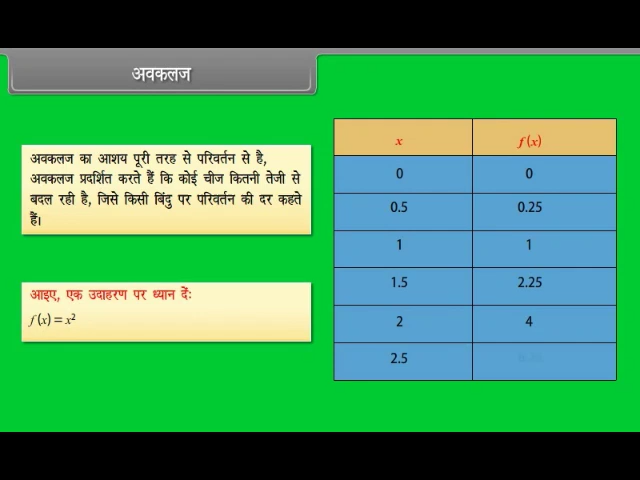 अवकलज
अवकलज का आशय पूरी तरह से परिवर्तन से है,
अवकलज प्रदर्शित करते हैं कि कोई चीज कितनी तेजी से
बदल रही है, जिसे किसी बिंदु पर परिवर्तन की दर कहते
हैं।
आइए, एक उदाहरण पर ध्यान दें:
f(x) = x²
x f(x)
0 0
0.5 0.25
1 1
1.5 2.25
2 4
2.5